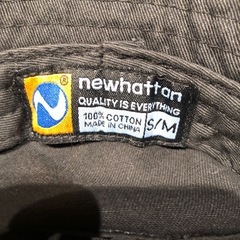 ®
newhattan
QUALITY IS EVERYTHING
100% COTTON
MADE IN CHINA
S/M